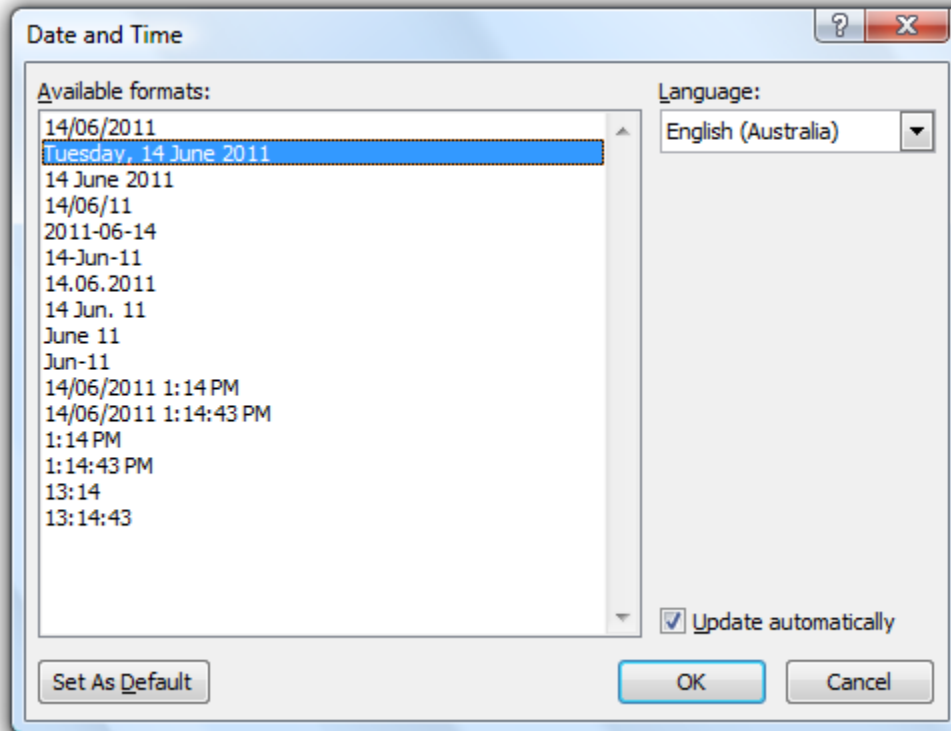 Date and Time
Available formats:
14/06/2011
Tuesday, 14 June 2011
14 June 2011
14/06/11
2011-06-14
14-Jun-11
14.06.2011
14 Jun. 11
June 11
Jun-11
14/06/2011 1:14 PM
14/06/2011 1:14:43 PM
1:14 PM
1:14:43 PM
13:14
13:14:43
Language:
English (Australia)
Update automatically
Set As Default
OK
Cancel